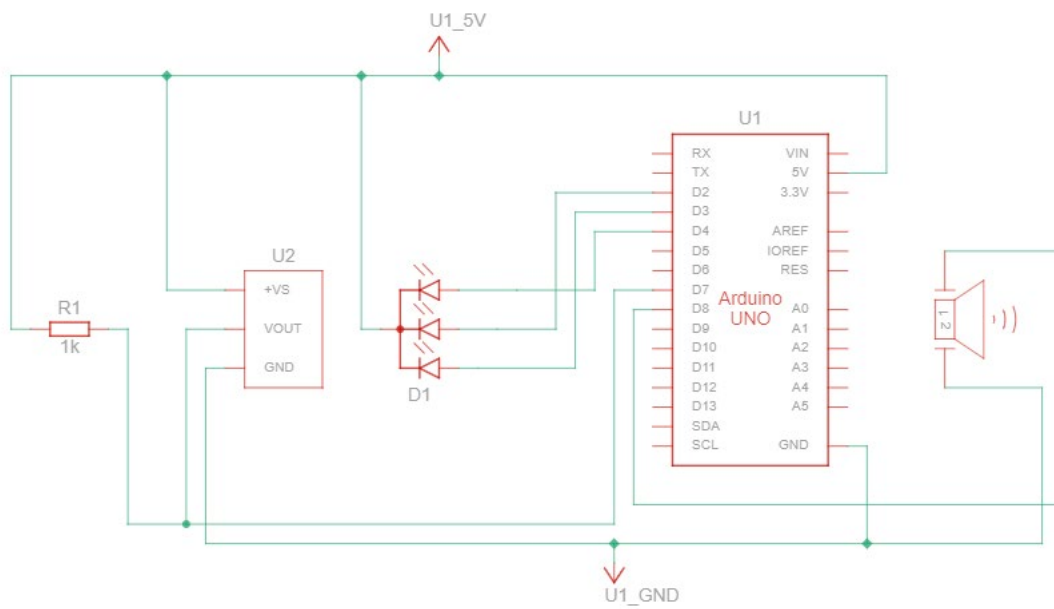 U1_5V
U1
RX
VIN
TX
5V
D2
3.3V
D3
D4
AREF
D5
IOREF
D6
RES
D7
Arduino
UNO
D8
A0
D9
A1
D10
A2
D11
A3
D12
A4
D13
A5
SDA
SCL
GND
U2
+VS
VOUT
GND
R1
1k
D1
L 2
U1_GND